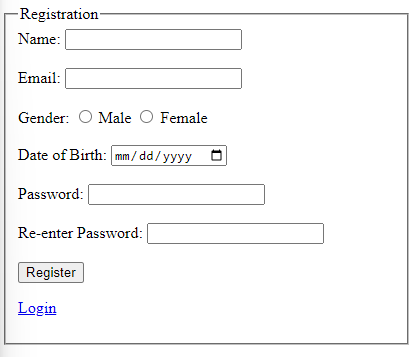 Registration
Name:
Email:
Gender: Male Female
Date of Birth: mm/dd/yyyy
Password:
Re-enter Password:
Register
Login